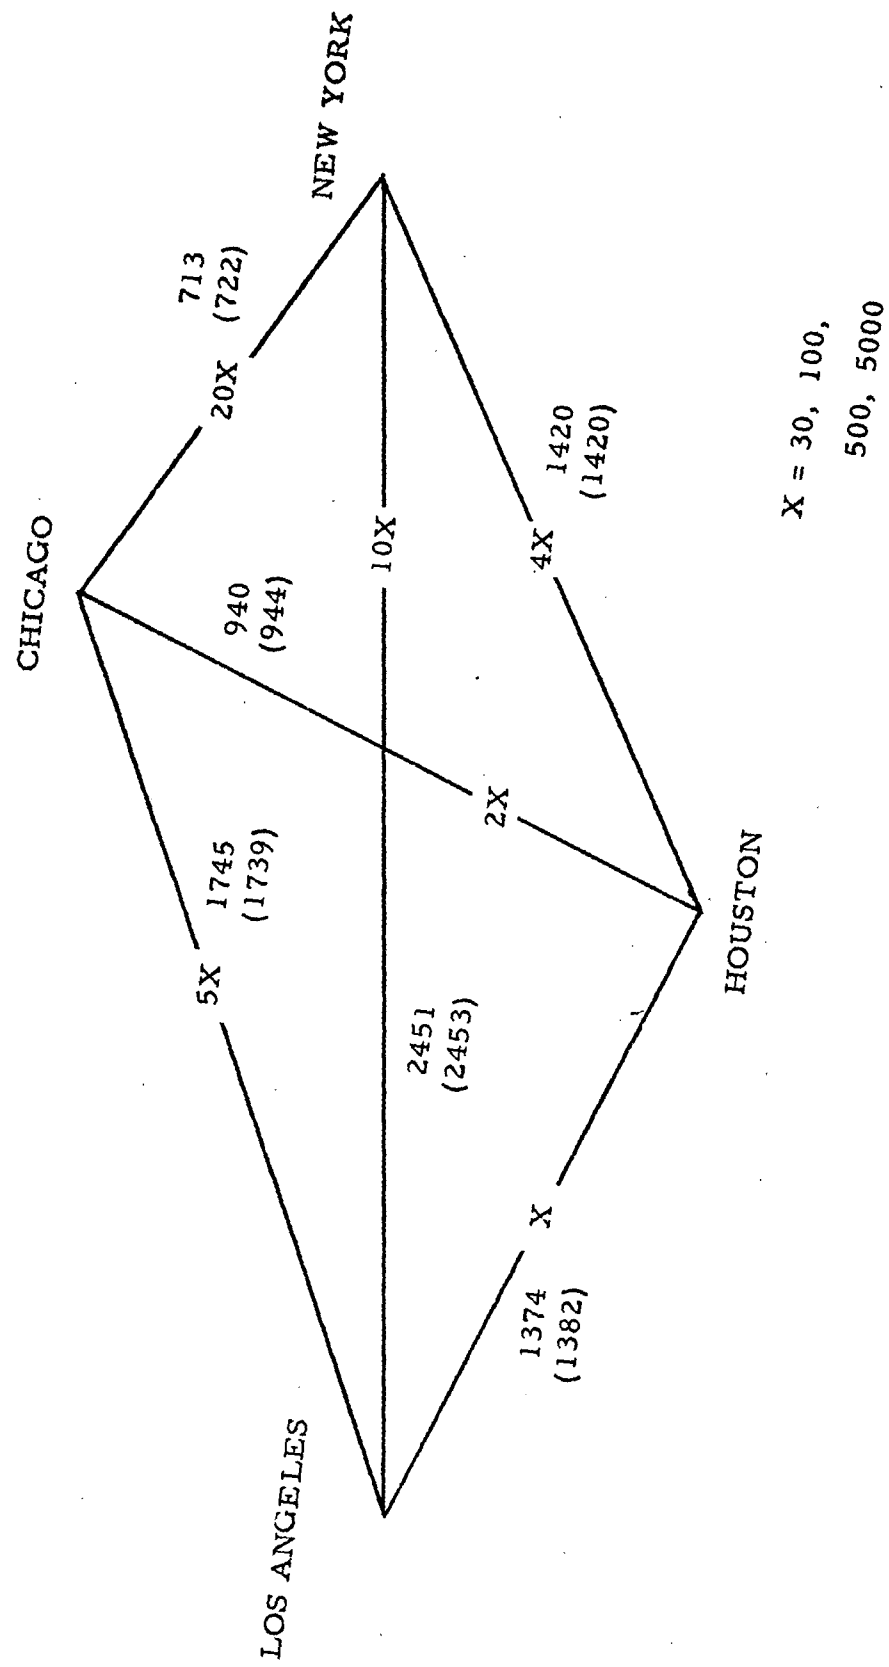 CHICAGO
NEW YORK
713
(722)
20X
940
(944)
1745
(1739)
5X
10X
2451
(2453)
2X
4X
1420
(1420)
LOS ANGELES
X
1374
(1382)
HOUSTON
X = 30, 100,
500, 5000